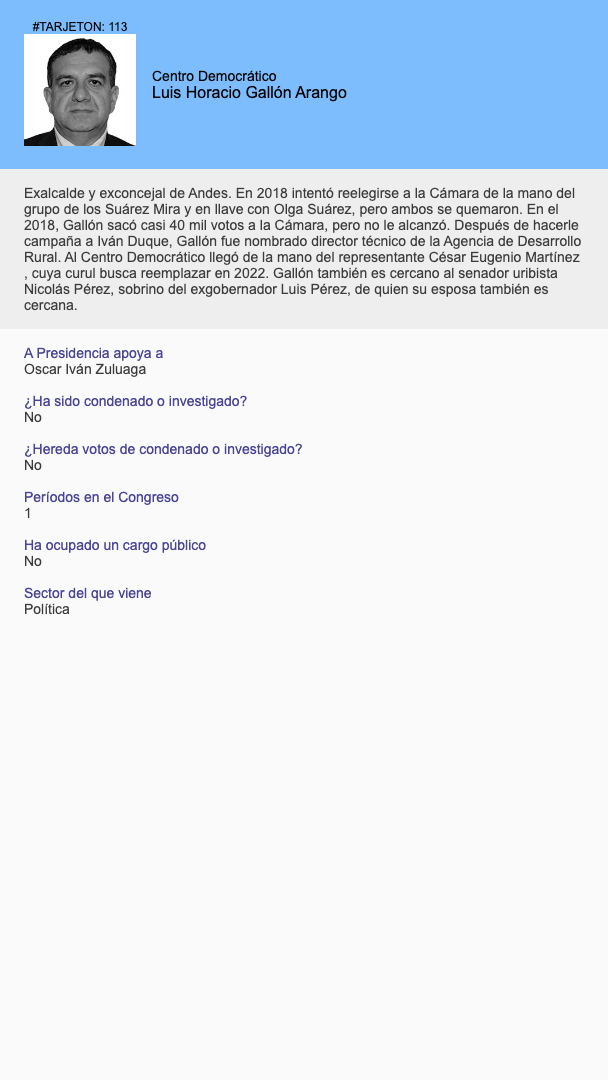 #TARJETON: 113
Centro Democrático
Luis Horacio Gallón Arango
Exalcalde y exconcejal de Andes. En 2018 intentó reelegirse a la Cámara de la mano del
grupo de los Suárez Mira y en llave con Olga Suárez, pero ambos se quemaron. En el
2018, Gallón sacó casi 40 mil votos a la Cámara, pero no le alcanzó. Después de hacerle
campaña a Iván Duque, Gallón fue nombrado director técnico de la Agencia de Desarrollo
Rural. Al Centro Democrático llegó de la mano del representante César Eugenio Martínez
, cuya curul busca reemplazar en 2022. Gallón también es cercano al senador uribista
Nicolás Pérez, sobrino del exgobernador Luis Pérez, de quien su esposa también es
cercana.
A Presidencia apoya a
Oscar Iván Zuluaga
¿Ha sido condenado o investigado?
No
¿Hereda votos de condenado o investigado?
No
Períodos en el Congreso
1
Ha ocupado un cargo público
No
Sector del que viene
Política